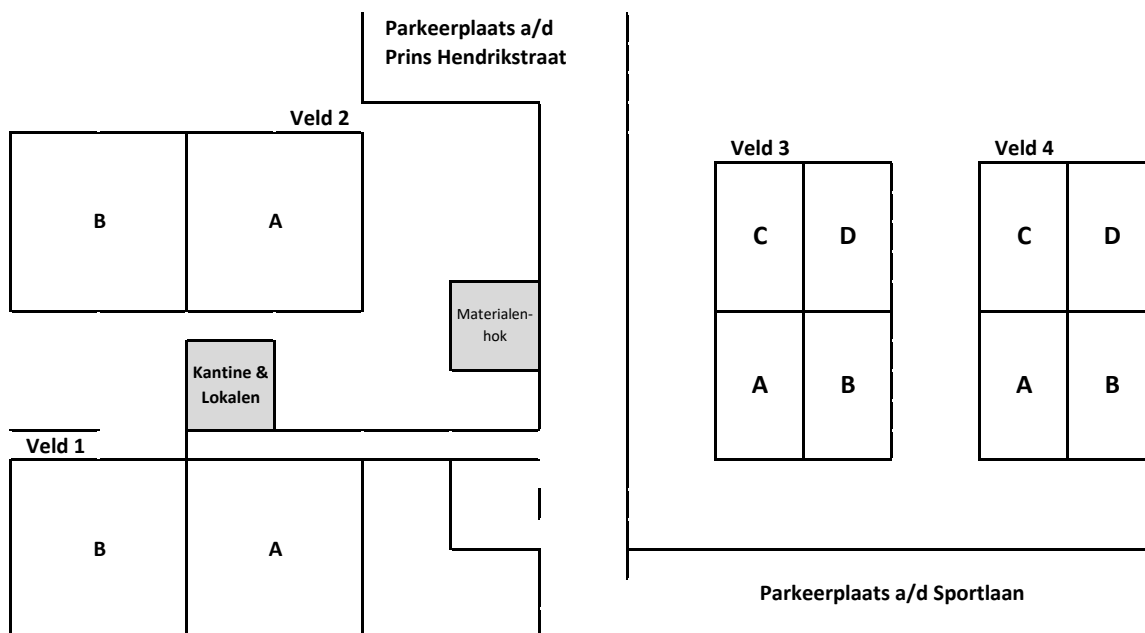 Parkeerplaats a/d
Prins Hendrikstraat
Veld 2
B
A
Materialen-
hok
Kantine &
Lokalen
Veld 1
B
A
Veld 3
C
D
A
B
Veld 4
C
D
A
B
Parkeerplaats a/d Sportlaan